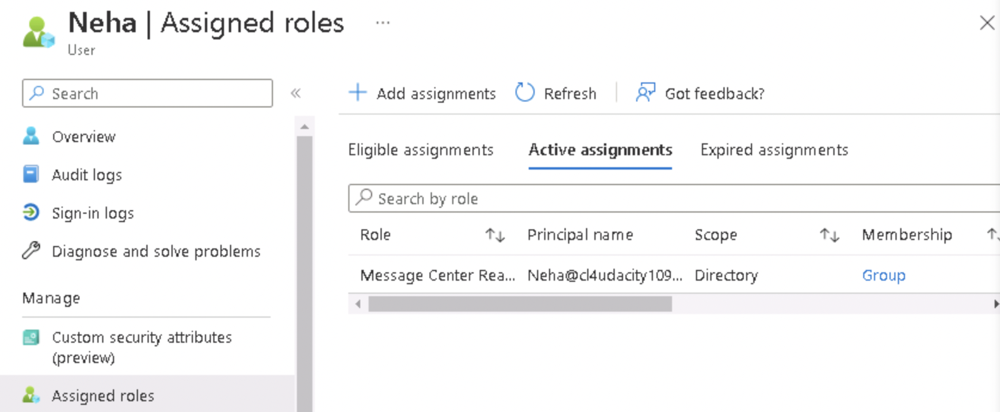 Neha | Assigned roles ...
User
Search
Overview
Audit logs
Sign-in logs
Diagnose and solve problems
Manage
Custom security attributes
(preview)
Assigned roles
Add assignments Refresh Got feedback?
Eligible assignments Active assignments Expired assignments
Search by role
Role Principal name Scope Membership
Message Center Rea... Neha@cl4udacity109... Directory Group